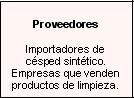 Proveedores
Importadores de
césped sintético.
Empresas que venden
productos de limpieza.